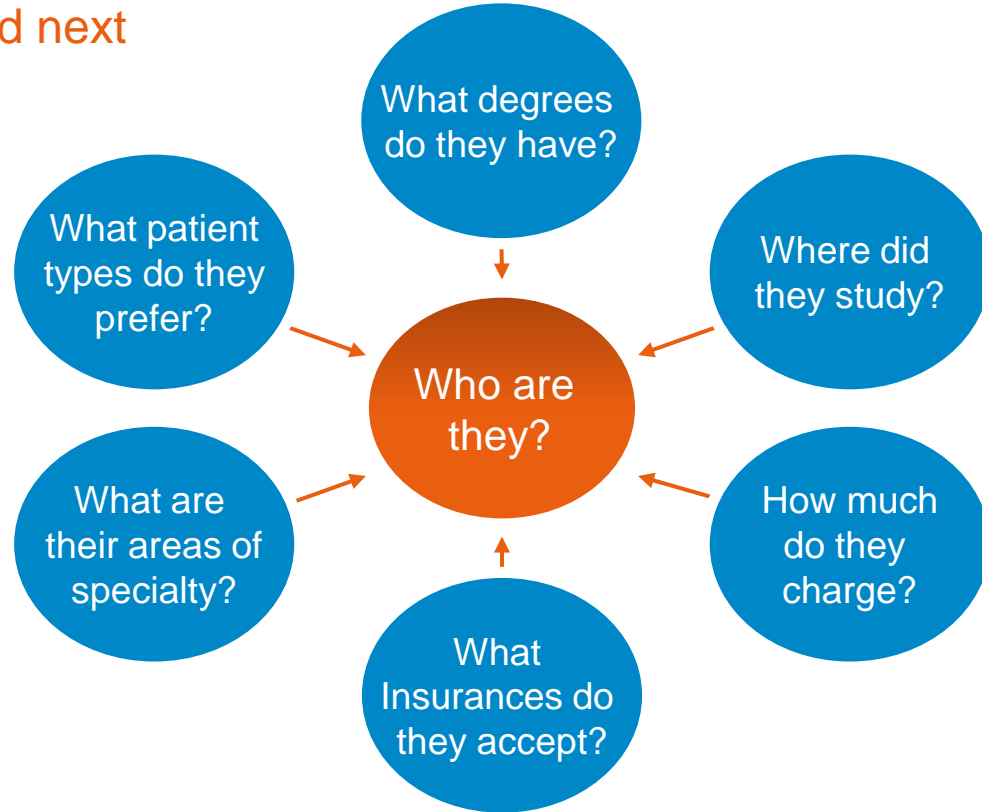 d next
What degrees
do they have?
What patient
types do they
prefer?
Where did
they study?
Who are
they?
What are
their areas of
specialty?
How much
do they
charge?
What
Insurances do
they accept?